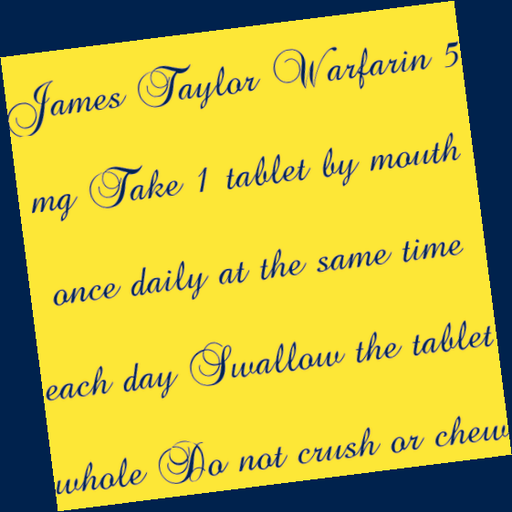 James Taylor Warfarin 5
mg Take 1 tablet by mouth
once daily at the same time
each day Swallow the tablet
whole Do not crush or chew